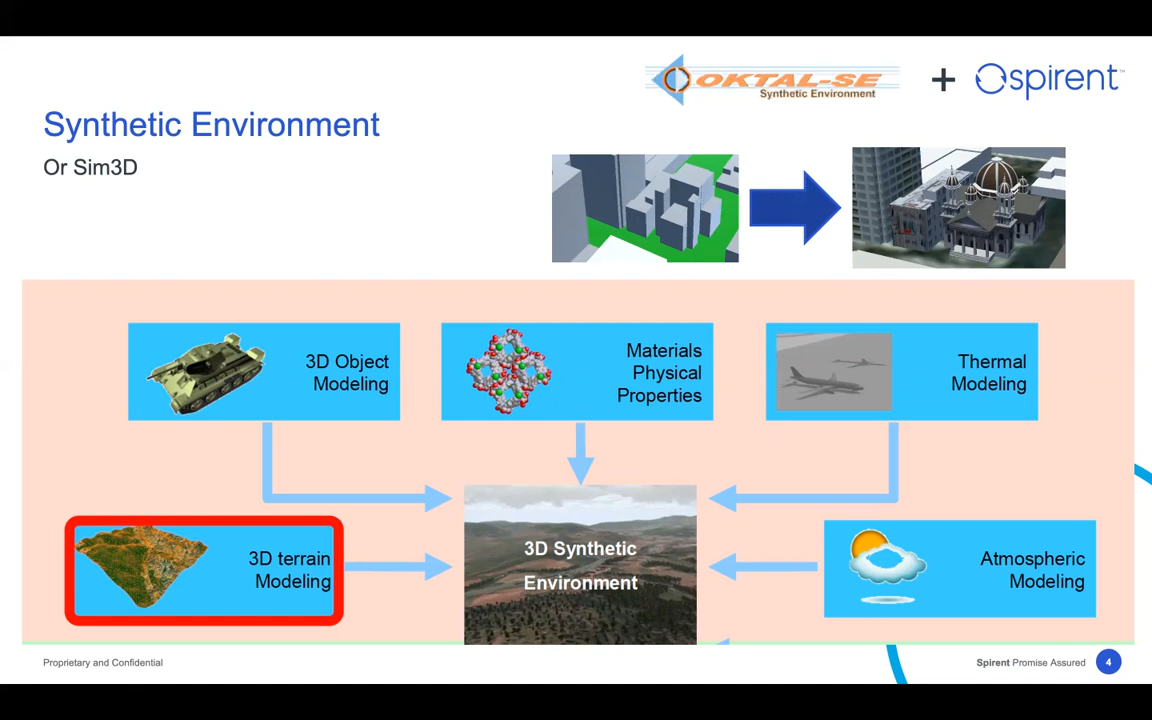 OKTAL-SE
Synthetic Environment
+
spirent™
Synthetic Environment
Or Sim3D
3D Object
Modeling
Materials
Physical
Properties
Thermal
Modeling
3D terrain
Modeling
3D Synthetic
Environment
Atmospheric
Modeling
Proprietary and Confidential
Spirent Promise Assured
4